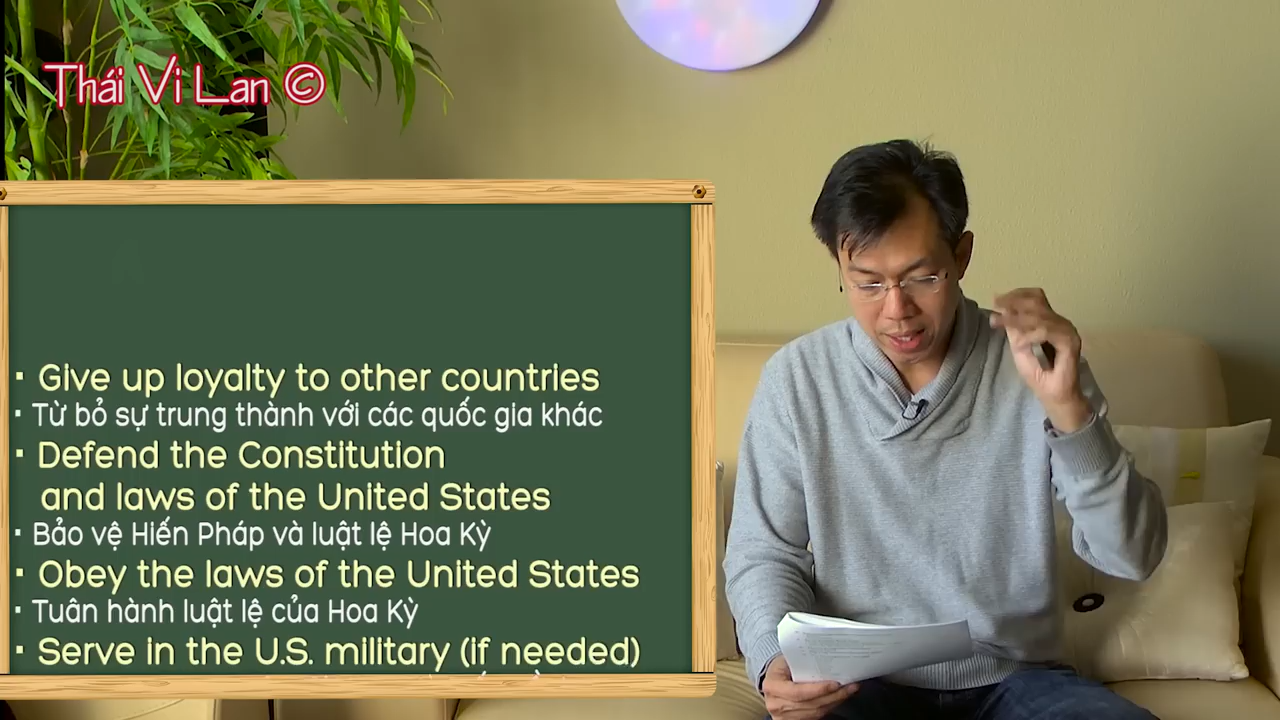 Thái Vi Lan ©
· Give up loyalty to other countries
· Từ bỏ sự trung thành với các quốc gia khác
· Defend the Constitution
and laws of the United States
· Bảo vệ Hiến Pháp và luật lệ Hoa Kỳ
· Obey the laws of the United States
· Tuân hành luật lệ của Hoa Kỳ
· Serve in the U.S. military (if needed)